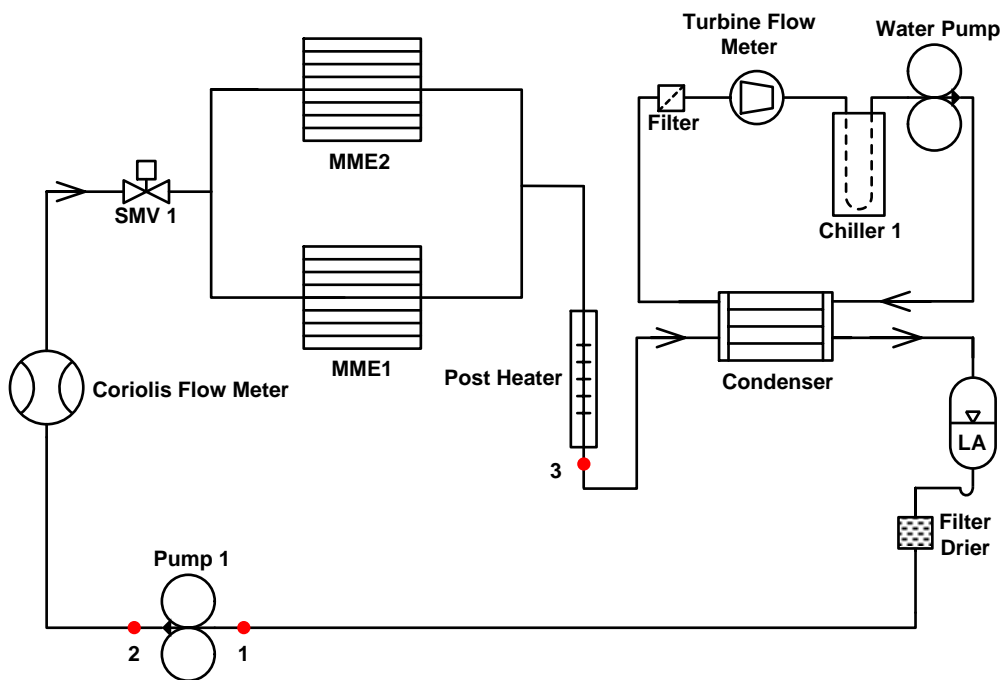 Turbine Flow
Meter
Water Pump
Filter
MME2
SMV 1
Chiller 1
MME1
Post Heater
Condenser
Coriolis Flow Meter
LA
3
Filter
Drier
Pump 1
2
1